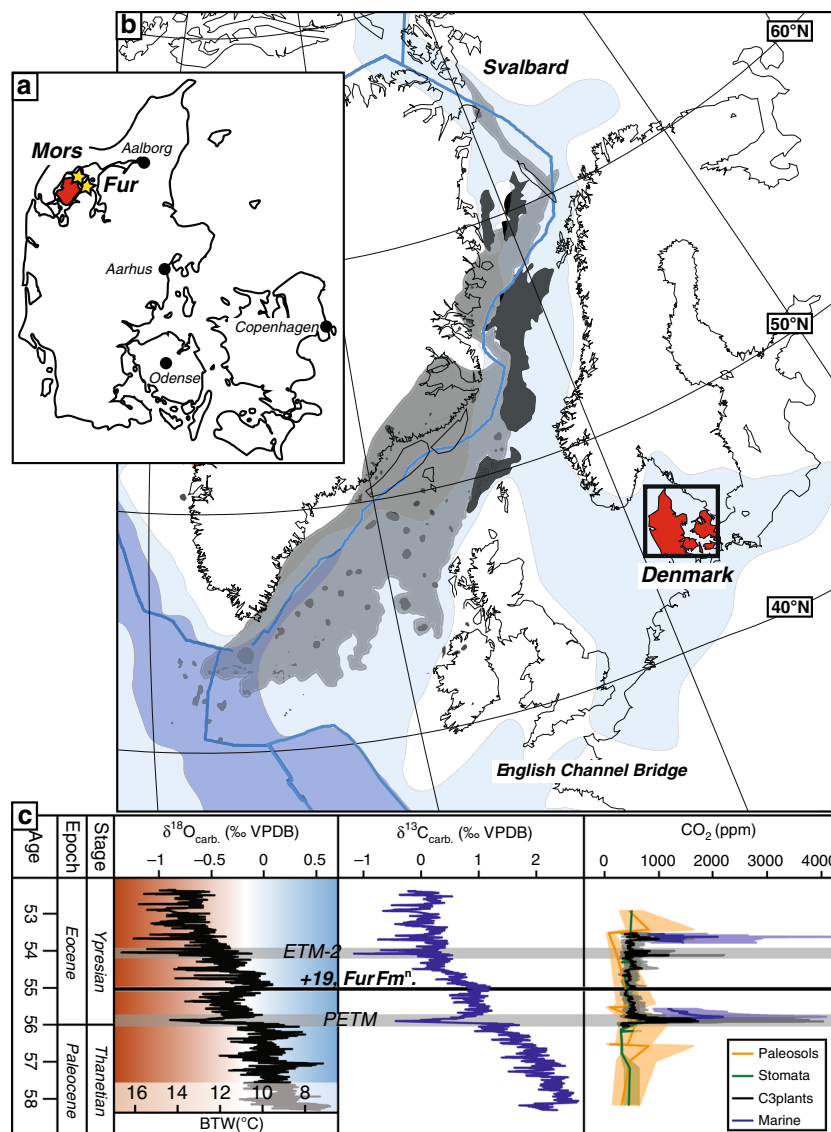 b
60°N
Svalbard
a
Mors
Aalborg
Fur
Aarhus
Copenhagen
Odense
50°N
Denmark
40°N
English Channel Bridge
c
Age
Epoch
Stage
δ18Ocarb. (‰ VPDB)
δ13Ccarb. (‰ VPDB)
CO2 (ppm)
−1 0 0
−1 0 1 2
0 1000 2000 3000 4000
53
54
55
56
57
58
Eocene
Paleocene
Ypresian
Thanetian
ETM-2
+19, Fur Fmn.
PETM
16 14 12 10 8
BTW(°C)
Paleosols
Stomata
C3plants
Marine